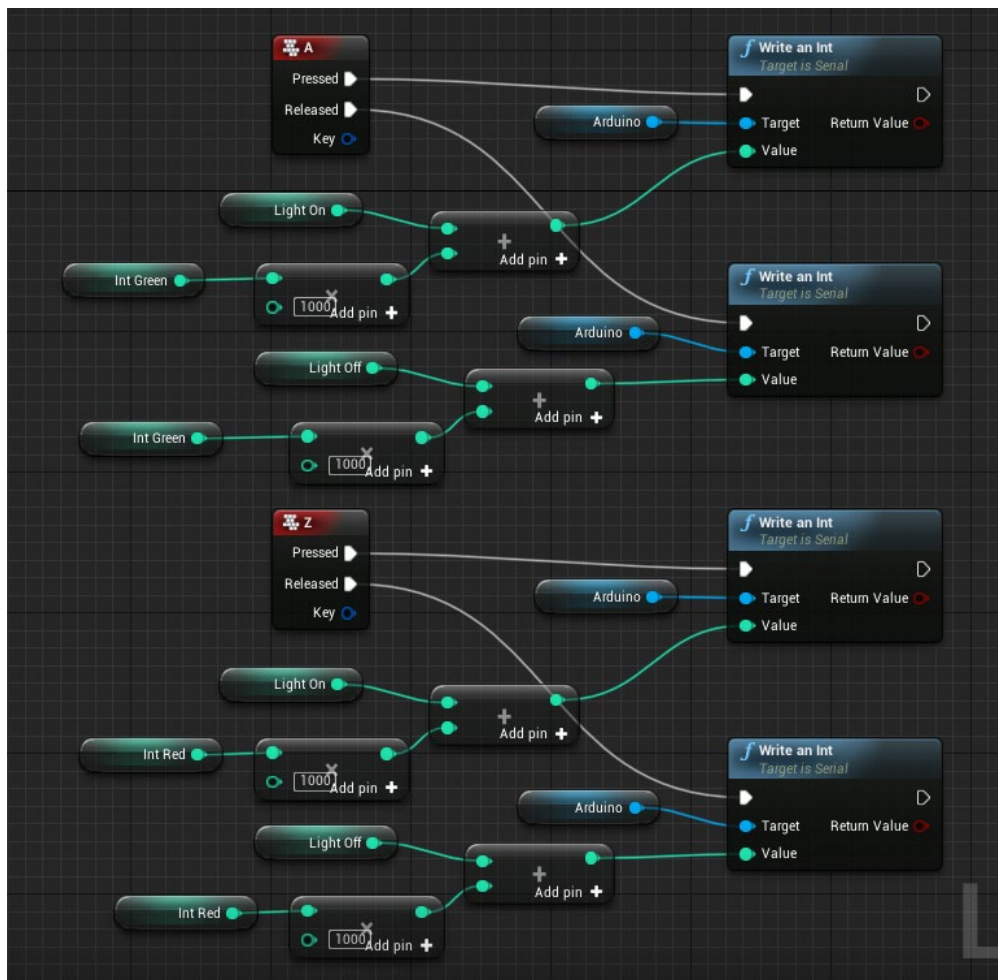 A
Pressed
Released
Key
Write an Int
Target is Serial
Arduino
Target
Return Value
Value
Light On
+
Add pin +
Int Green
×
1000
Add pin +
Write an Int
Target is Serial
Arduino
Target
Return Value
Value
Light Off
+
Add pin +
Int Green
×
1000
Add pin +
Z
Pressed
Released
Key
Write an Int
Target is Serial
Arduino
Target
Return Value
Value
Light On
+
Add pin +
Int Red
×
1000
Add pin +
Write an Int
Target is Serial
Arduino
Target
Return Value
Value
Light Off
+
Add pin +
Int Red
×
1000
Add pin +